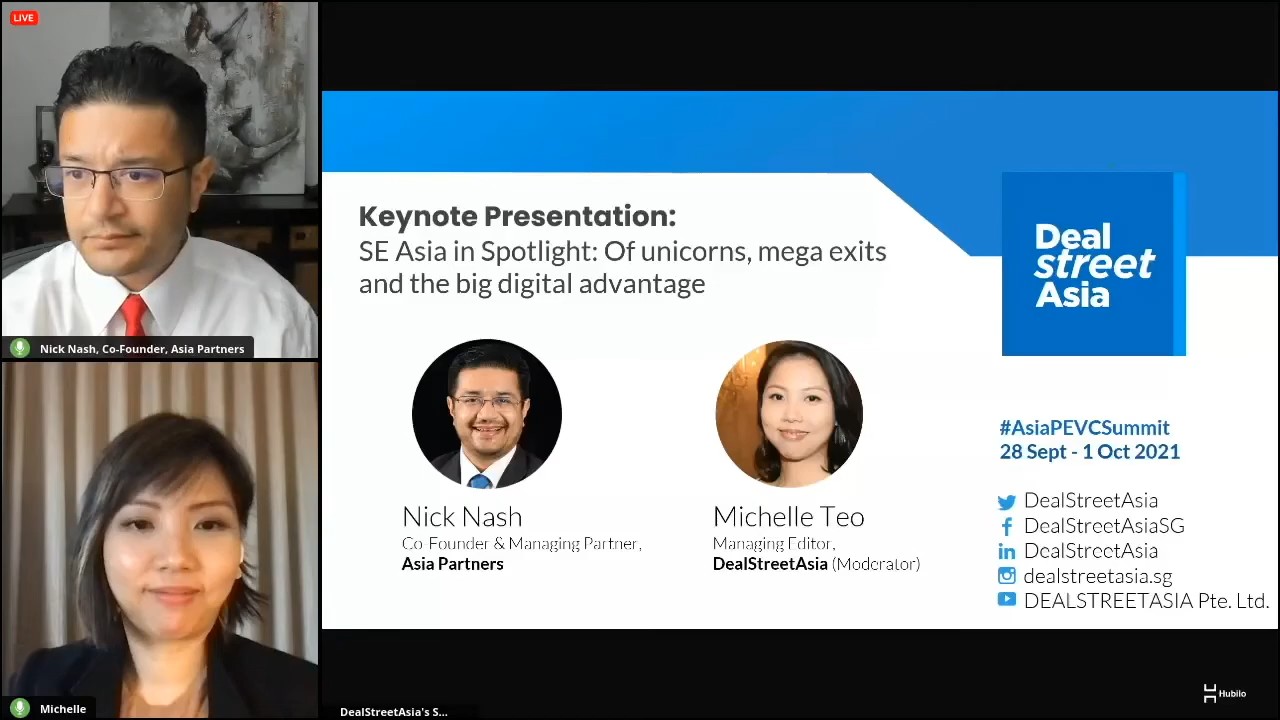 LIVE
Nick Nash, Co-Founder, Asia Partners
Michelle
Keynote Presentation:
SE Asia in Spotlight: Of unicorns, mega exits
and the big digital advantage
Nick Nash
Co-Founder & Managing Partner,
Asia Partners
Michelle Teo
Managing Editor,
DealStreetAsia (Moderator)
Deal
street
Asia
#AsiaPEVCSummit
28 Sept - 1 Oct 2021
DealStreetAsia
DealStreetAsiaSG
DealStreetAsia
dealstreetasia.sg
DEALSTREETASIA Pte. Ltd.
DealStreetAsia's S...
Hubilo